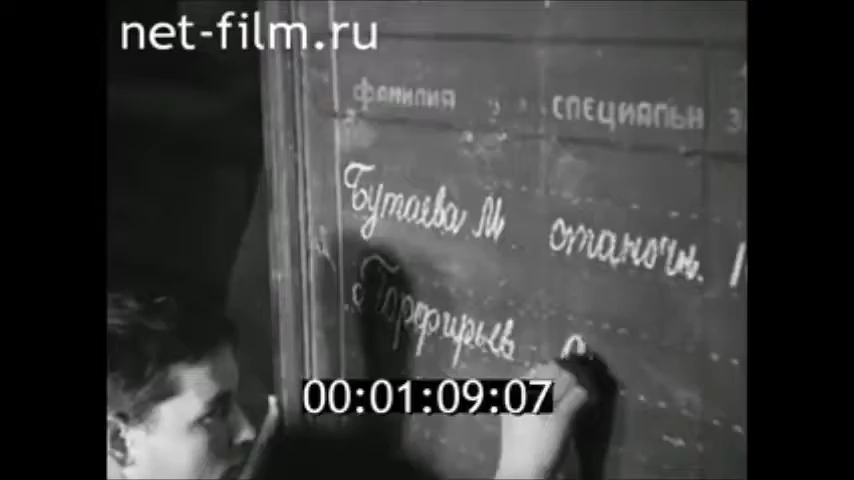 net-film.ru
фамилия специальн
Бутаева М. станочн.
Порфирьев
00:01:09:07